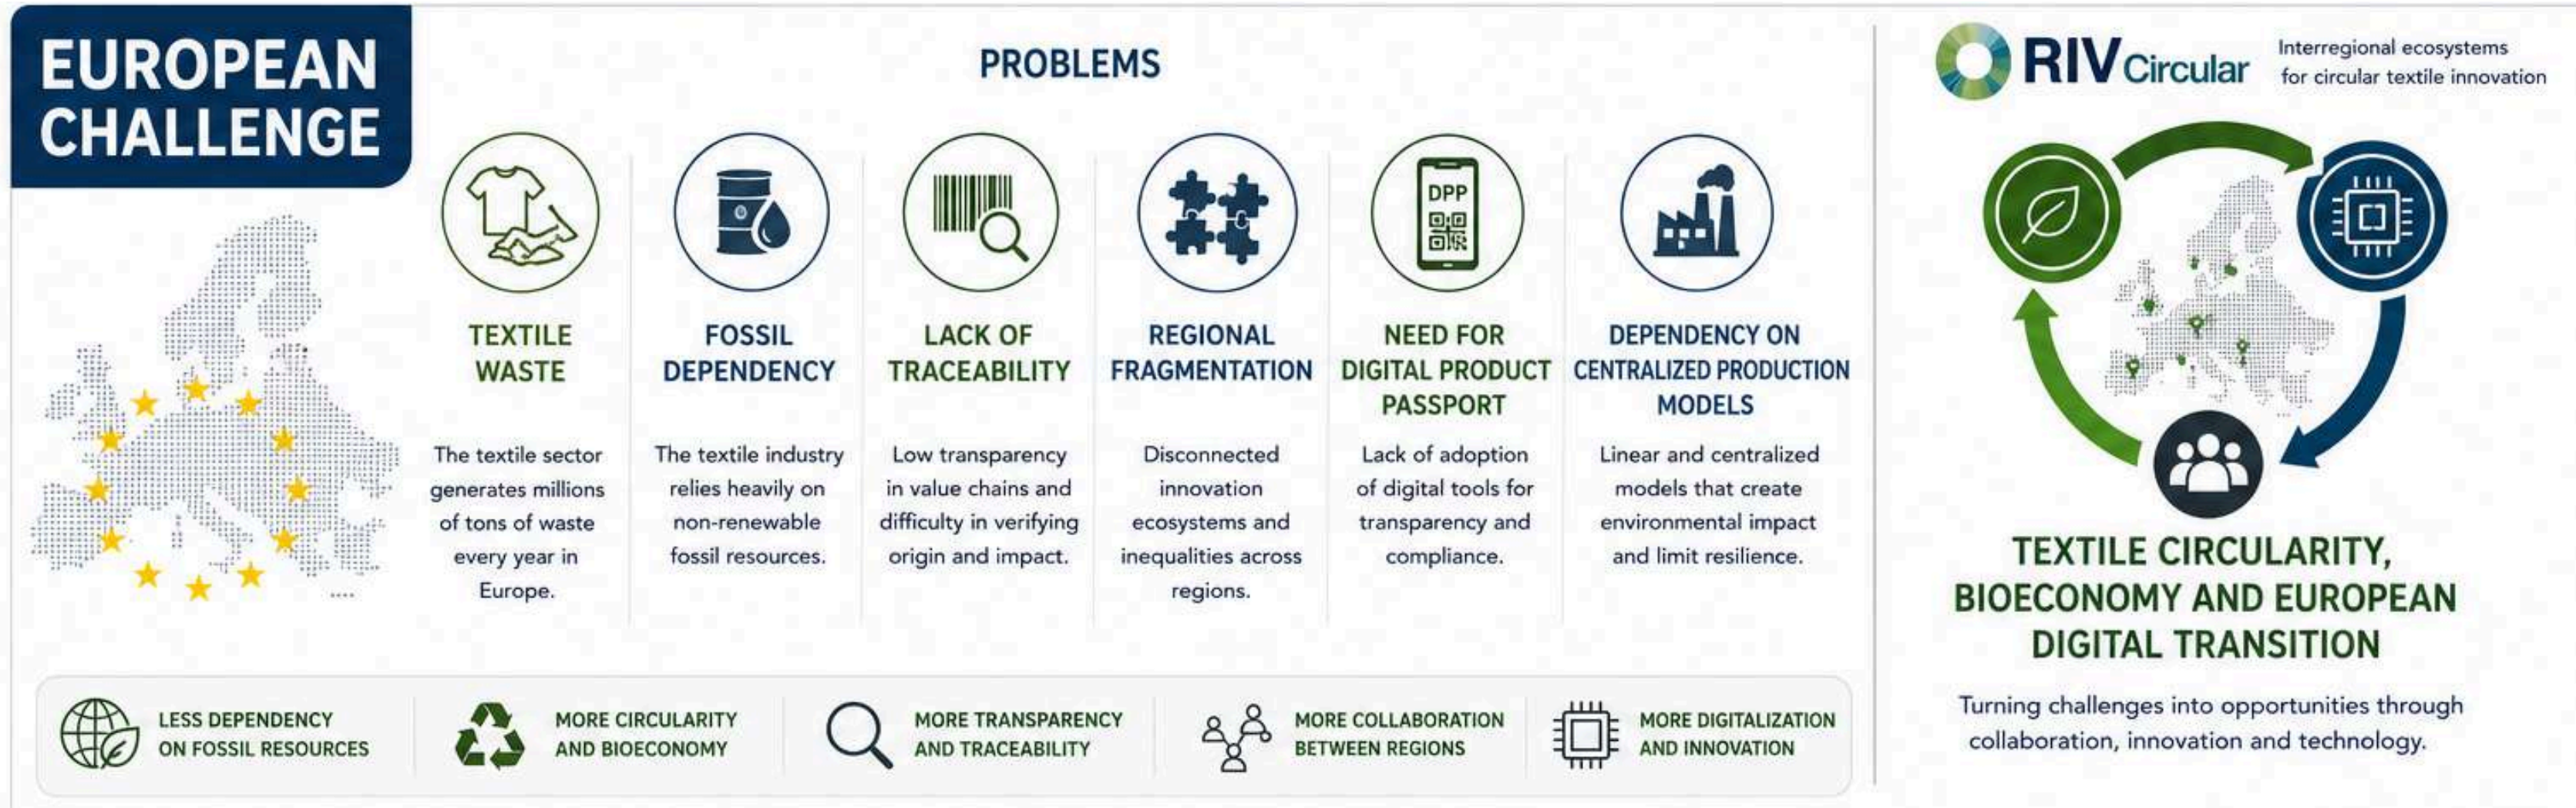 EUROPEAN
CHALLENGE
PROBLEMS
TEXTILE
WASTE
The textile sector
generates millions
of tons of waste
every year in
Europe.
FOSSIL
DEPENDENCY
The textile industry
relies heavily on
non-renewable
fossil resources.
LACK OF
TRACEABILITY
Low transparency
in value chains and
difficulty in verifying
origin and impact.
REGIONAL
FRAGMENTATION
Disconnected
innovation
ecosystems and
inequalities across
regions.
DPP
NEED FOR
DIGITAL PRODUCT
PASSPORT
Lack of adoption
of digital tools for
transparency and
compliance.
DEPENDENCY ON
CENTRALIZED PRODUCTION
MODELS
Linear and centralized
models that create
environmental impact
and limit resilience.
LESS DEPENDENCY
ON FOSSIL RESOURCES
MORE CIRCULARITY
AND BIOECONOMY
MORE TRANSPARENCY
AND TRACEABILITY
MORE COLLABORATION
BETWEEN REGIONS
MORE DIGITALIZATION
AND INNOVATION
RIV Circular
Interregional ecosystems
for circular textile innovation
TEXTILE CIRCULARITY,
BIOECONOMY AND EUROPEAN
DIGITAL TRANSITION
Turning challenges into opportunities through
collaboration, innovation and technology.